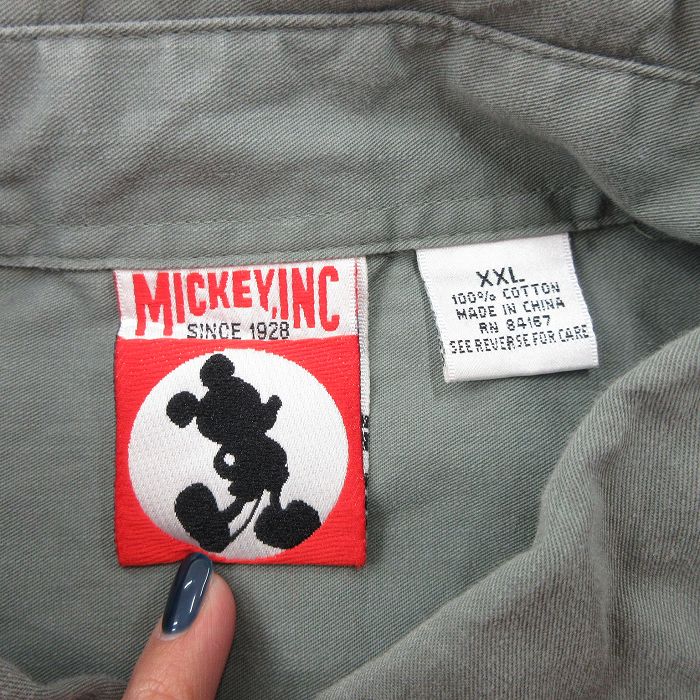 MICKEY,INC
SINCE 1928
XXL
100% COTTON
MADE IN CHINA
RN 84167
SEE REVERSE FOR CARE